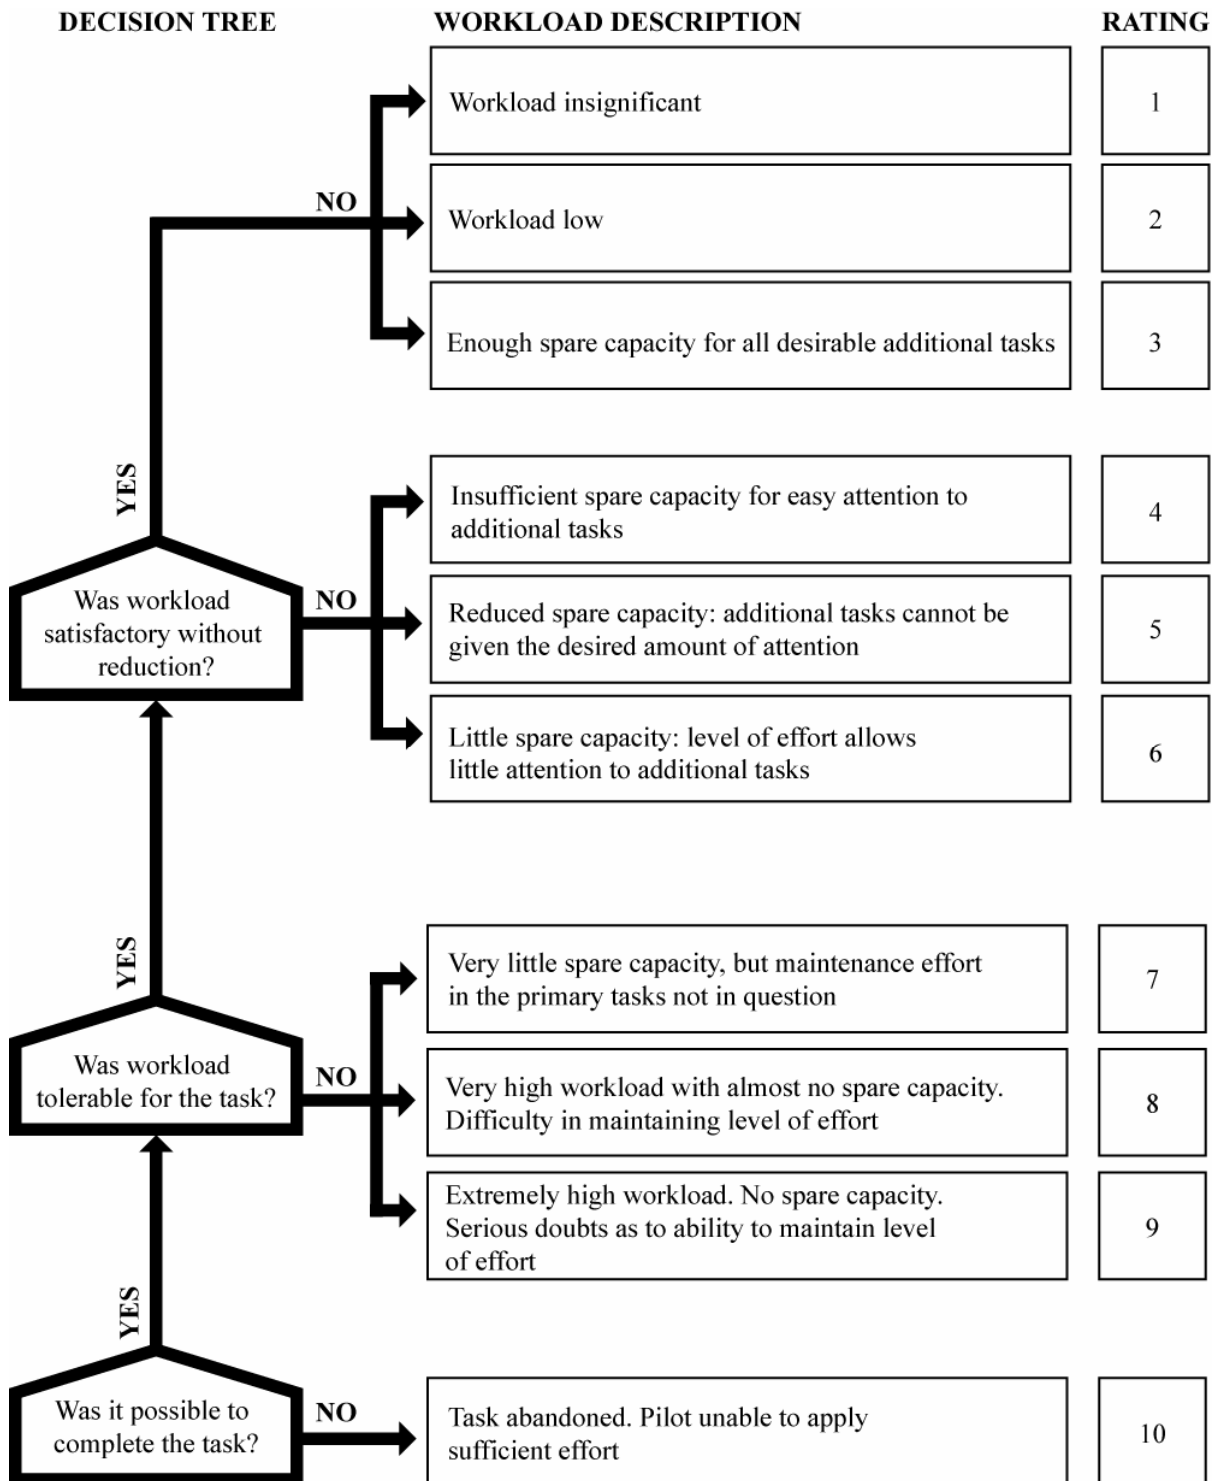 DECISION TREE WORKLOAD DESCRIPTION RATING
Workload insignificant 1
NO
Workload low 2
Enough spare capacity for all desirable additional tasks 3
YES
Insufficient spare capacity for easy attention to
additional tasks
4
Was workload
satisfactory without
reduction?
NO
Reduced spare capacity: additional tasks cannot be
given the desired amount of attention
5
Little spare capacity: level of effort allows
little attention to additional tasks
6
YES
Very little spare capacity, but maintenance effort
in the primary tasks not in question
7
Was workload
tolerable for the task?
NO
Very high workload with almost no spare capacity.
Difficulty in maintaining level of effort
8
Extremely high workload. No spare capacity.
Serious doubts as to ability to maintain level
of effort
9
YES
Was it possible to
complete the task?
NO
Task abandoned. Pilot unable to apply
sufficient effort
10